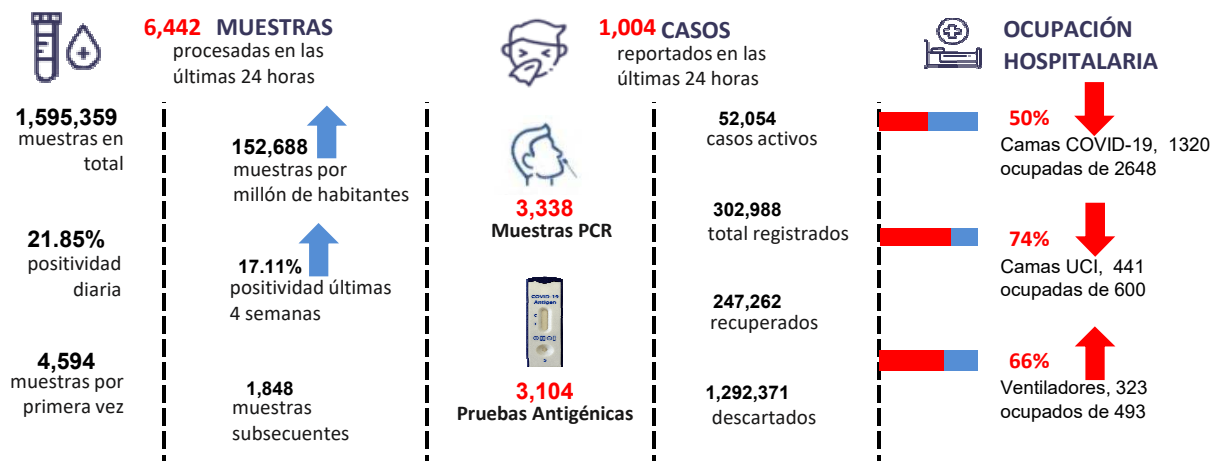 6,442 MUESTRAS
procesadas en las
últimas 24 horas
1,595,359
muestras en
total
152,688
muestras por
millón de habitantes
21.85%
positividad
diaria
17.11%
positividad últimas
4 semanas
4,594
muestras por
primera vez
1,848
muestras
subsecuentes
1,004 CASOS
reportados en las
últimas 24 horas
3,338
Muestras PCR
COVID-19
Antigen
3,104
Pruebas Antigénicas
52,054
casos activos
302,988
total registrados
247,262
recuperados
1,292,371
descartados
OCUPACIÓN
HOSPITALARIA
50%
Camas COVID-19, 1320
ocupadas de 2648
74%
Camas UCI, 441
ocupadas de 600
66%
Ventiladores, 323
ocupados de 493